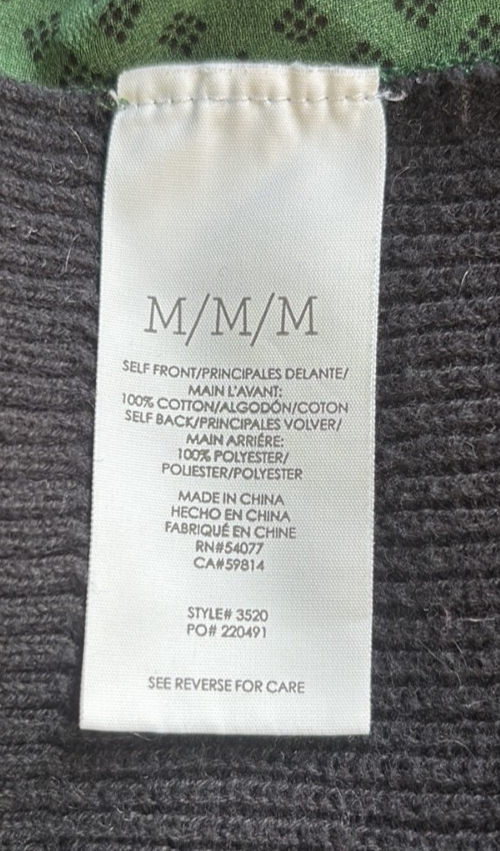 M/M/M
SELF FRONT/PRINCIPALES DELANTE/
MAIN L'AVANT:
100% COTTON/ALGODÓN/COTON
SELF BACK/PRINCIPALES VOLVER/
MAIN ARRIÉRE:
100% POLYESTER/
POLIESTER/POLYESTER
MADE IN CHINA
HECHO EN CHINA
FABRIQUÉ EN CHINE
RN#54077
CA#59814
STYLE# 3520
PO# 220491
SEE REVERSE FOR CARE